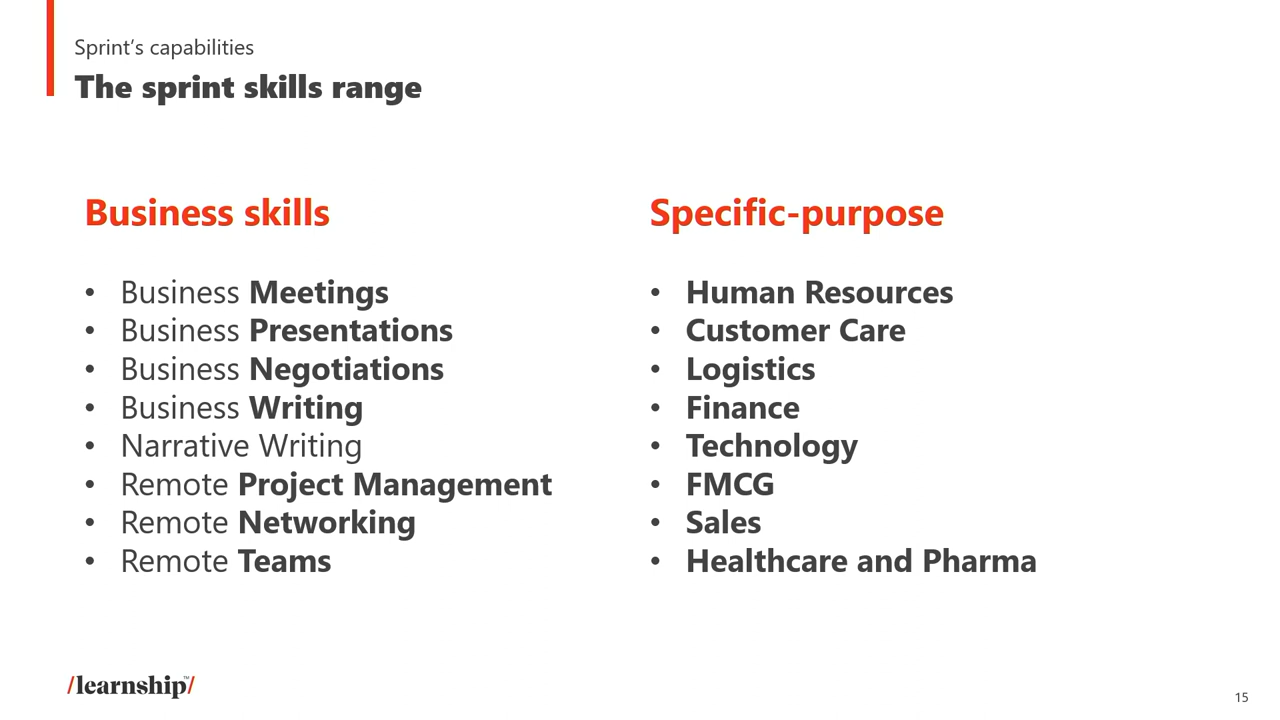 Sprint’s capabilities
The sprint skills range
Business skills
• Business Meetings
• Business Presentations
• Business Negotiations
• Business Writing
• Narrative Writing
• Remote Project Management
• Remote Networking
• Remote Teams
Specific-purpose
• Human Resources
• Customer Care
• Logistics
• Finance
• Technology
• FMCG
• Sales
• Healthcare and Pharma
/learnship™/
15